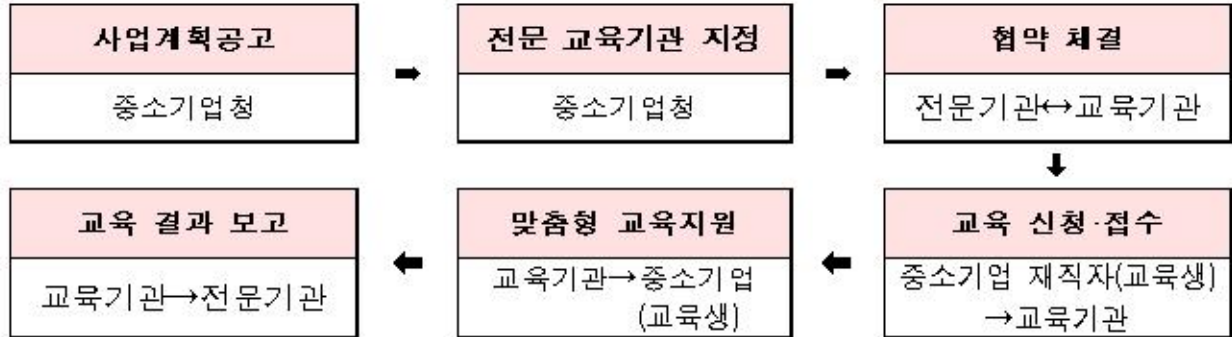 사업계획공고
중소기업청
➡
전문 교육기관 지정
중소기업청
➡
협약 체결
전문기관↔교육기관
⬇
교육 신청·접수
중소기업 재직자(교육생)
→교육기관
⬅
맞춤형 교육지원
교육기관→중소기업
(교육생)
⬅
교육 결과 보고
교육기관→전문기관